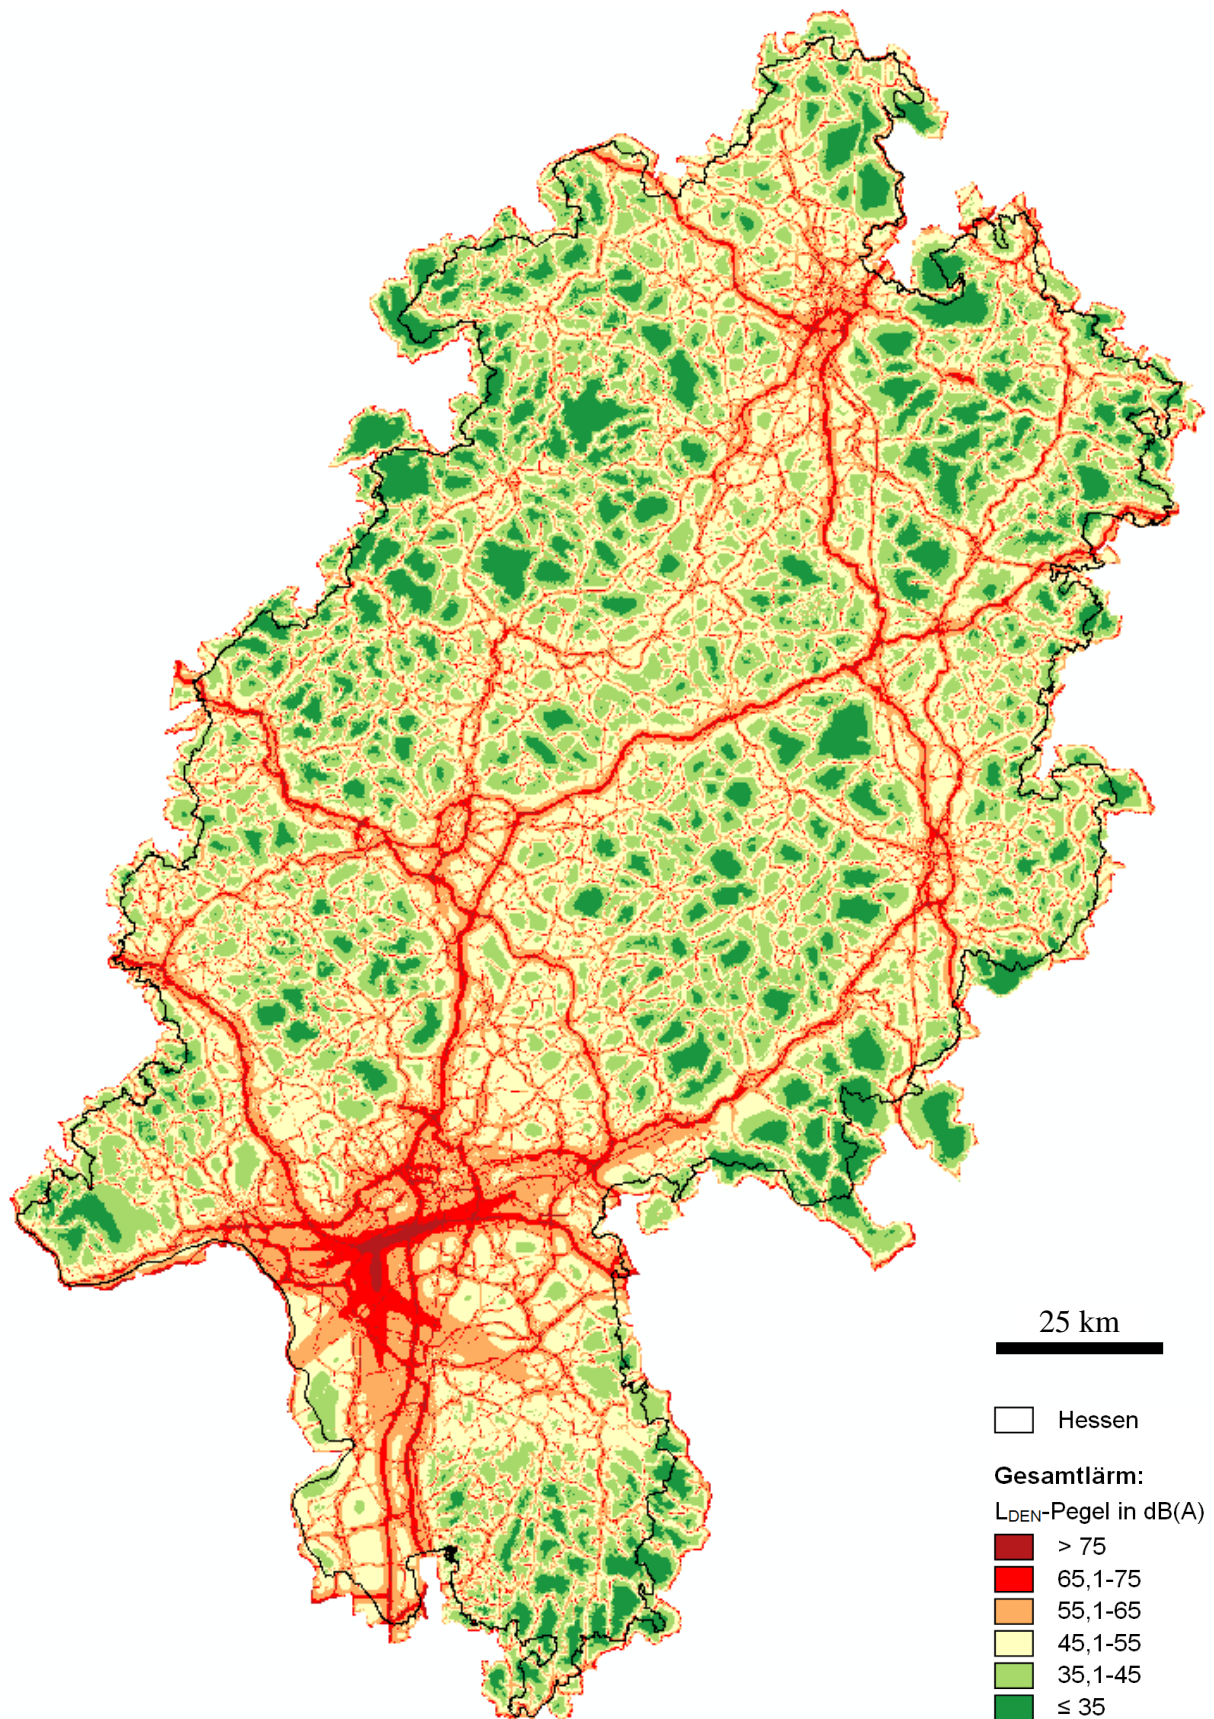 25 km
Hessen
Gesamtlärm:
LDEN-Pegel in dB(A)
> 75
65,1-75
55,1-65
45,1-55
35,1-45
≤ 35